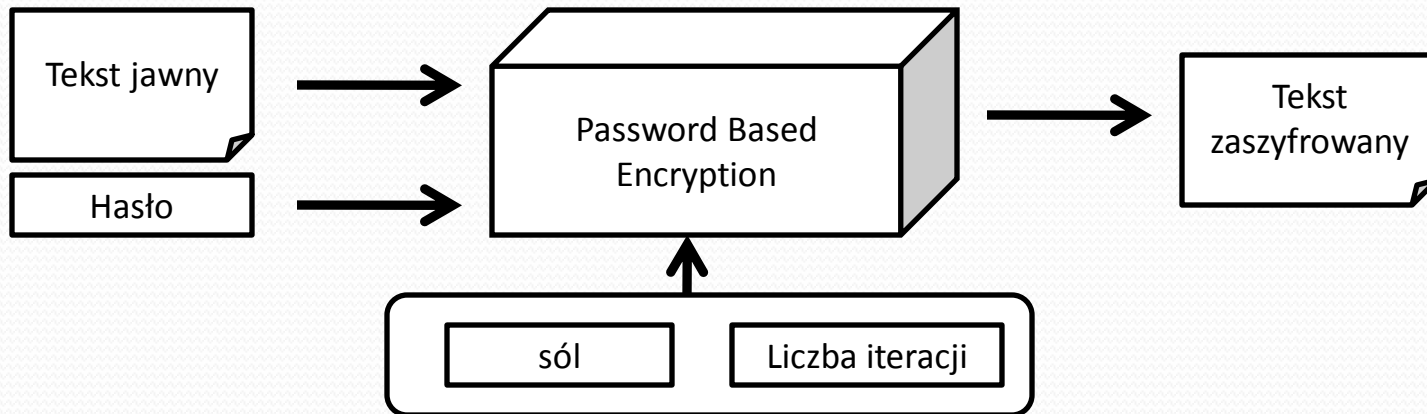 Tekst jawny
Hasło
Password Based
Encryption
Tekst
zaszyfrowany
sól
Liczba iteracji